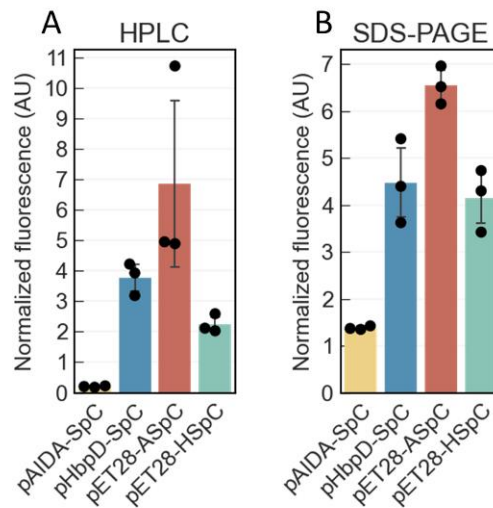 A
HPLC
Normalized fluorescence (AU)
11
10
9
8
7
6
5
4
3
2
1
0
pAIDA-SpC
pHbpD-SpC
pET28-ASpC
pET28-HSpC
B
SDS-PAGE
Normalized fluorescence (AU)
7
6
5
4
3
2
1
0
pAIDA-SpC
pHbpD-SpC
pET28-ASpC
pET28-HSpC